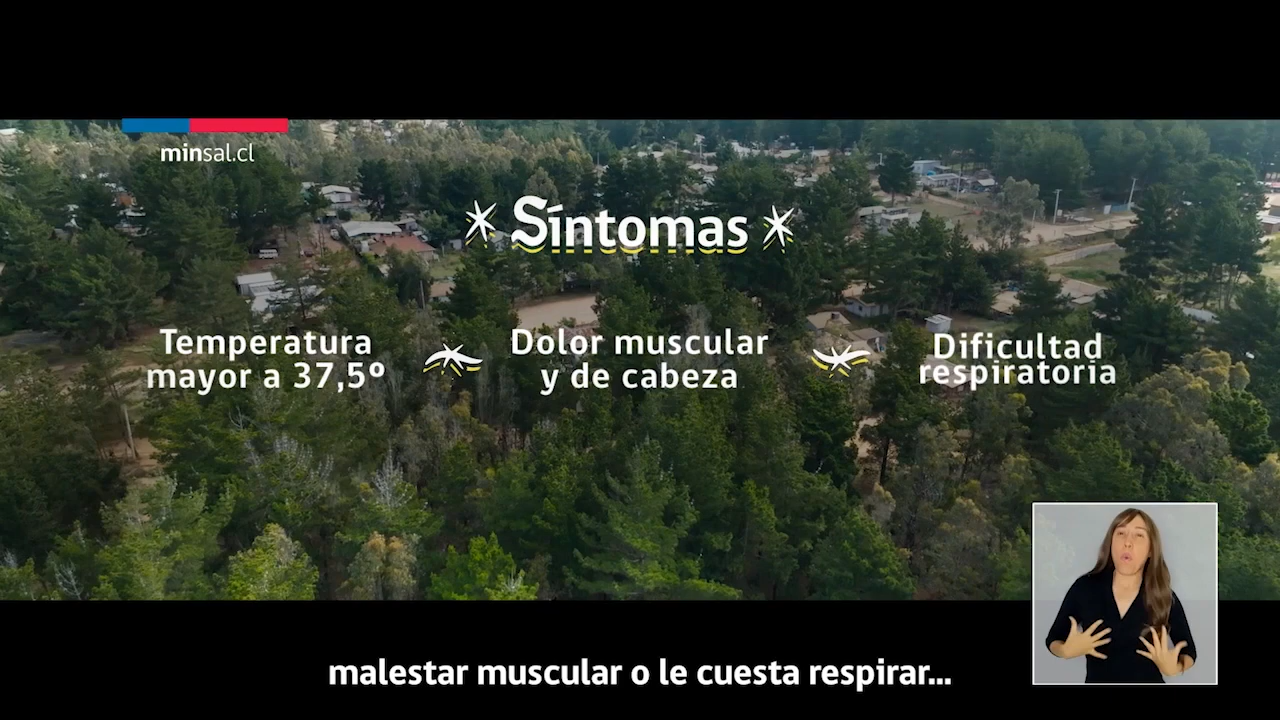 minsal.cl
Síntomas
Temperatura
mayor a 37,5º
Dolor muscular
y de cabeza
Dificultad
respiratoria
malestar muscular o le cuesta respirar...